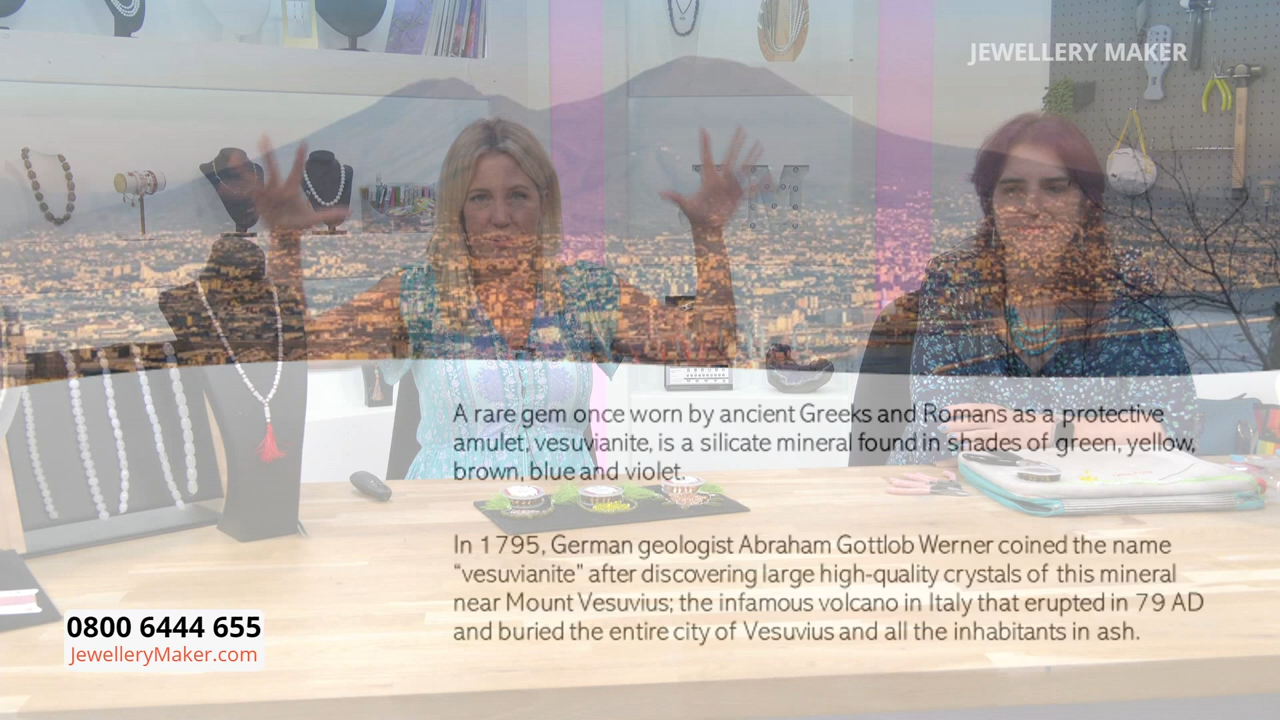 JEWELLERY MAKER
A rare gem once worn by ancient Greeks and Romans as a protective
amulet, vesuvianite, is a silicate mineral found in shades of green, yellow,
brown, blue and violet.
In 1795, German geologist Abraham Gottlob Werner coined the name
“vesuvianite” after discovering large high-quality crystals of this mineral
near Mount Vesuvius; the infamous volcano in Italy that erupted in 79 AD
and buried the entire city of Vesuvius and all the inhabitants in ash.
0800 6444 655
JewelleryMaker.com